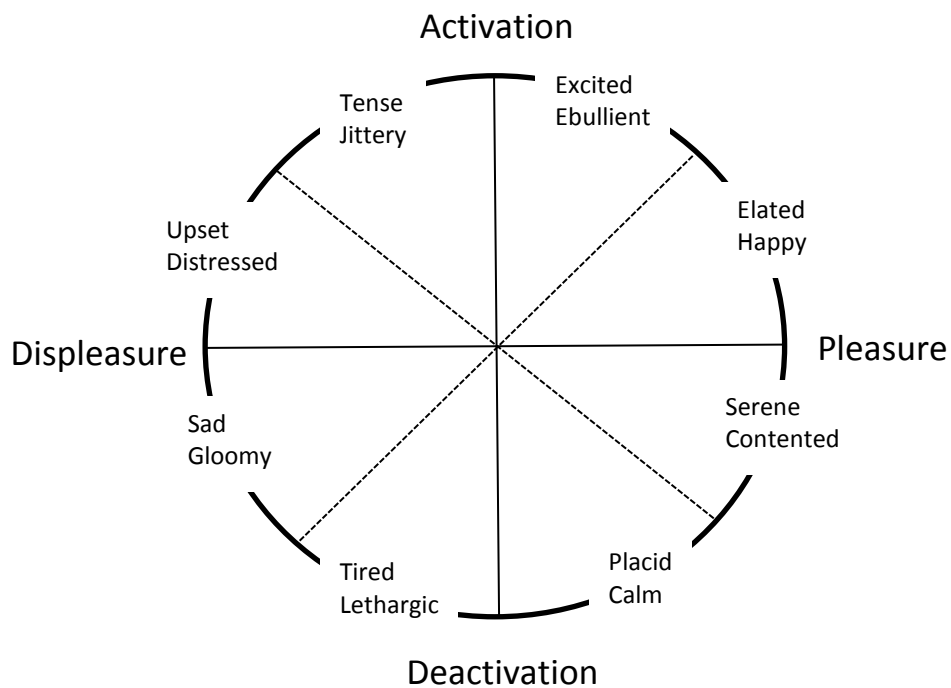 Activation
Excited
Ebullient
Tense
Jittery
Elated
Happy
Upset
Distressed
Displeasure
Pleasure
Serene
Contented
Sad
Gloomy
Placid
Calm
Tired
Lethargic
Deactivation